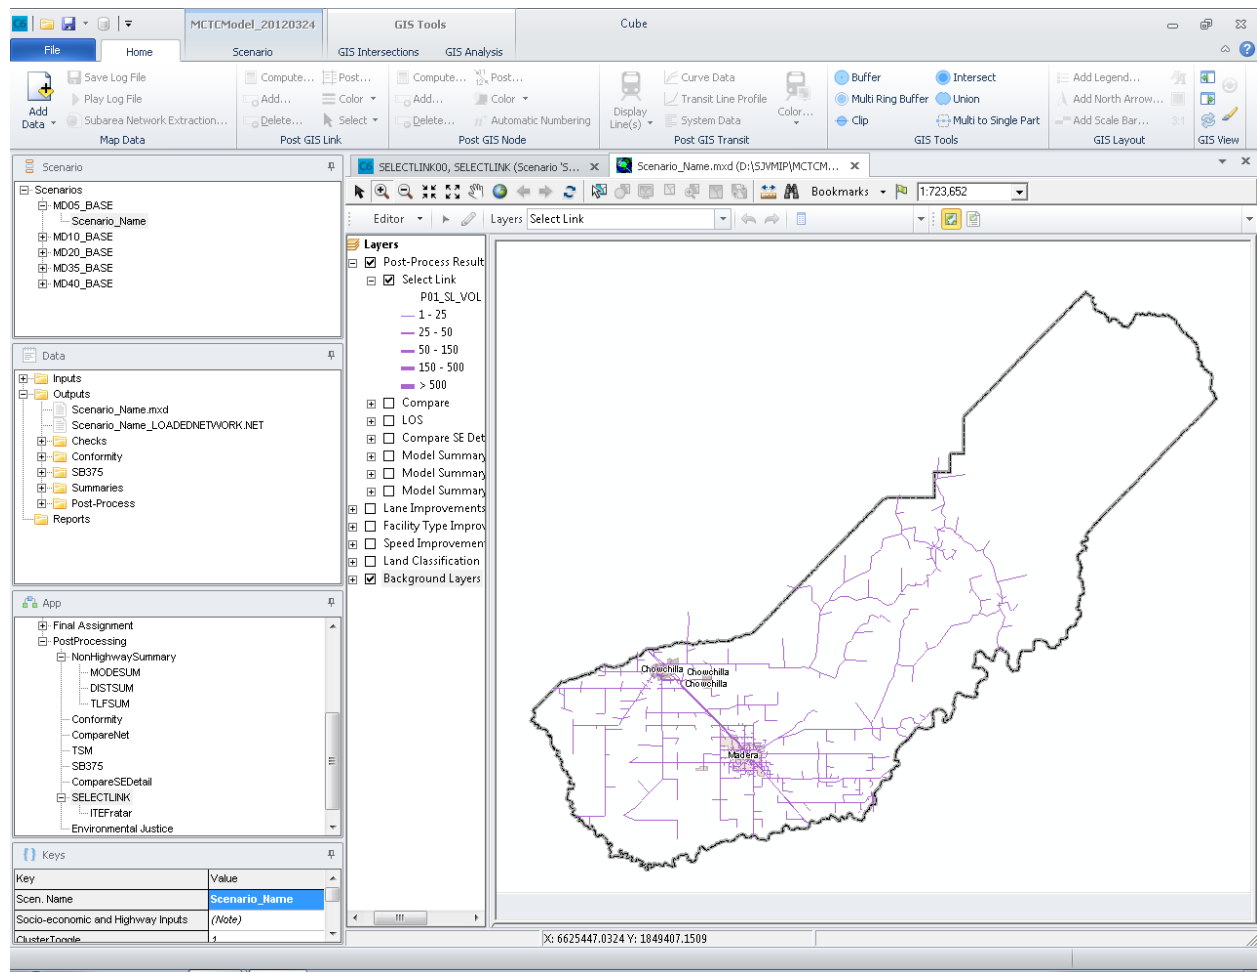 C6
MCTCModel_20120324
GIS Tools
Cube
File
Home
Scenario
GIS Intersections
GIS Analysis
Add Data
Save Log File
Play Log File
Subarea Network Extraction...
Map Data
Compute...
Post...
Add...
Color
Delete...
Select
Post GIS Link
Compute...
Post...
Add...
Color
Delete...
Automatic Numbering
Post GIS Node
Display Line(s)
Curve Data
Transit Line Profile
System Data
Color...
Post GIS Transit
Buffer
Intersect
Multi Ring Buffer
Union
Clip
Multi to Single Part
GIS Tools
Add Legend...
Add North Arrow...
Add Scale Bar...
3:1
GIS Layout
GIS View
Scenario
Scenarios
MD05_BASE
Scenario_Name
MD10_BASE
MD20_BASE
MD35_BASE
MD40_BASE
Data
Inputs
Outputs
Scenario_Name.mxd
Scenario_Name_LOADEDNETWORK.NET
Checks
Conformity
SB375
Summaries
Post-Process
Reports
App
Final Assignment
PostProcessing
NonHighwaySummary
MODESUM
DISTSUM
TLFSUM
Conformity
CompareNet
TSM
SB375
CompareSEDetail
SELECTLINK
ITEFratar
Environmental Justice
Keys
Key Value
Scen. Name Scenario_Name
Socio-economic and Highway Inputs (Note)
ClusterToggle 1
C6 SELECTLINK00, SELECTLINK (Scenario 'S... X
Scenario_Name.mxd (D:\SJVMIP\MCTCM... X
Bookmarks
1:723,652
Editor
Layers Select Link
Layers
Post-Process Result
Select Link
P01_SL_VOL
1 - 25
25 - 50
50 - 150
150 - 500
> 500
Compare
LOS
Compare SE Det
Model Summary
Model Summary
Model Summary
Lane Improvements
Facility Type Improv
Speed Improvemen
Land Classification
Background Layers
Chowchilla
Chowchilla
Chowchilla
Madera
X: 6625447.0324 Y: 1849407.1509